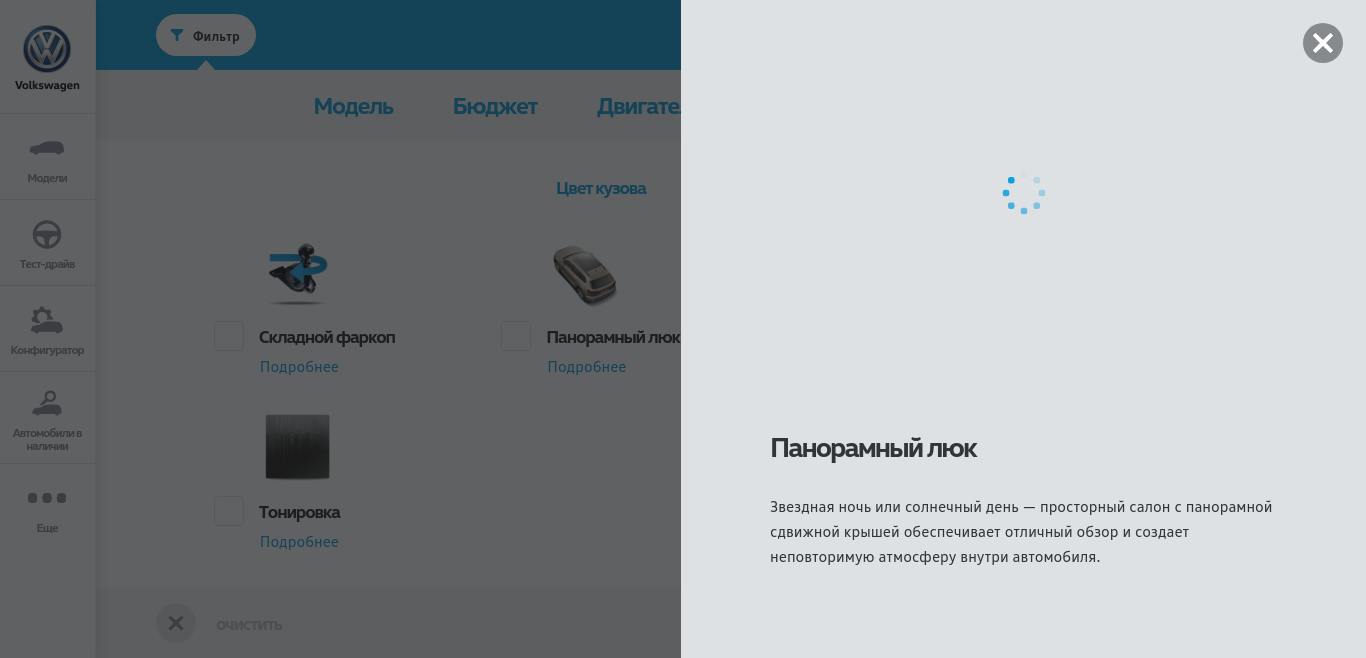 Volkswagen
Модели
Тест-драйв
Конфигуратор
Автомобили в
наличии
Еще
Фильтр
Модель Бюджет
Цвет кузова
Складной фаркоп
Подробнее
Панорамный люк
Подробнее
Тонировка
Подробнее
ОЧИСТИТЬ
Панорамный люк
Звездная ночь или солнечный день — просторный салон с панорамной
сдвижной крышей обеспечивает отличный обзор и создает
неповторимую атмосферу внутри автомобиля.